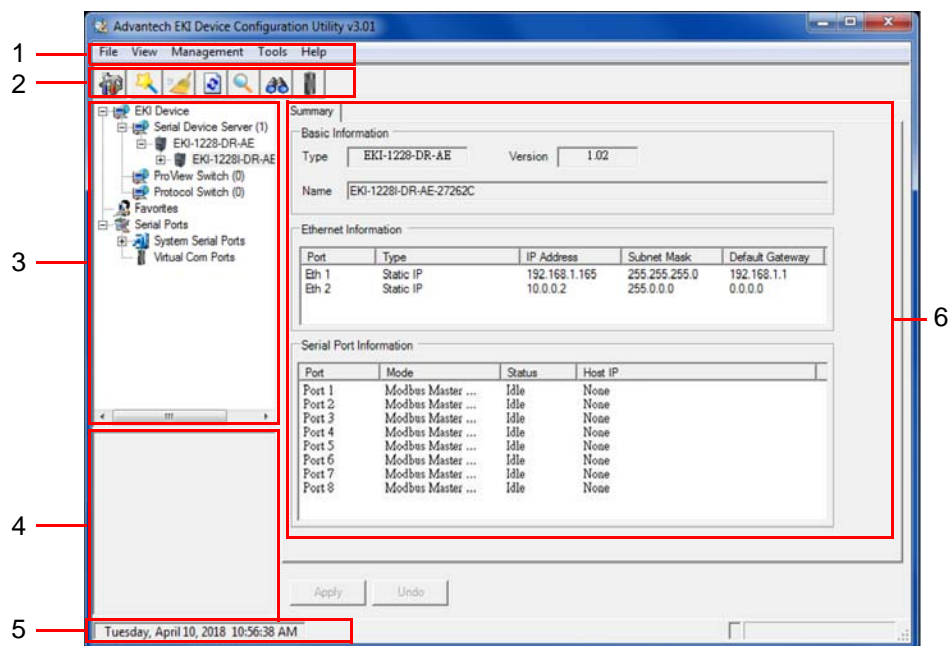 Advantech EKI Device Configuration Utility v3.01
1
File View Management Tools Help
2
3
EKI Device
Serial Device Server (1)
EKI-1228-DR-AE
EKI-1228I-DR-AE
ProView Switch (0)
Protocol Switch (0)
Favorites
Serial Ports
System Serial Ports
Virtual Com Ports
4
5
Tuesday, April 10, 2018 10:56:38 AM
Summary
Basic Information
Type EKI-1228-DR-AE Version 1.02
Name EKI-1228I-DR-AE-27262C
Ethernet Information
Port Type IP Address Subnet Mask Default Gateway
Eth 1 Static IP 192.168.1.165 255.255.255.0 192.168.1.1
Eth 2 Static IP 10.0.0.2 255.0.0.0 0.0.0.0
6
Serial Port Information
Port Mode Status Host IP
Port 1 Modbus Master ... Idle None
Port 2 Modbus Master ... Idle None
Port 3 Modbus Master ... Idle None
Port 4 Modbus Master ... Idle None
Port 5 Modbus Master ... Idle None
Port 6 Modbus Master ... Idle None
Port 7 Modbus Master ... Idle None
Port 8 Modbus Master ... Idle None
Apply Undo